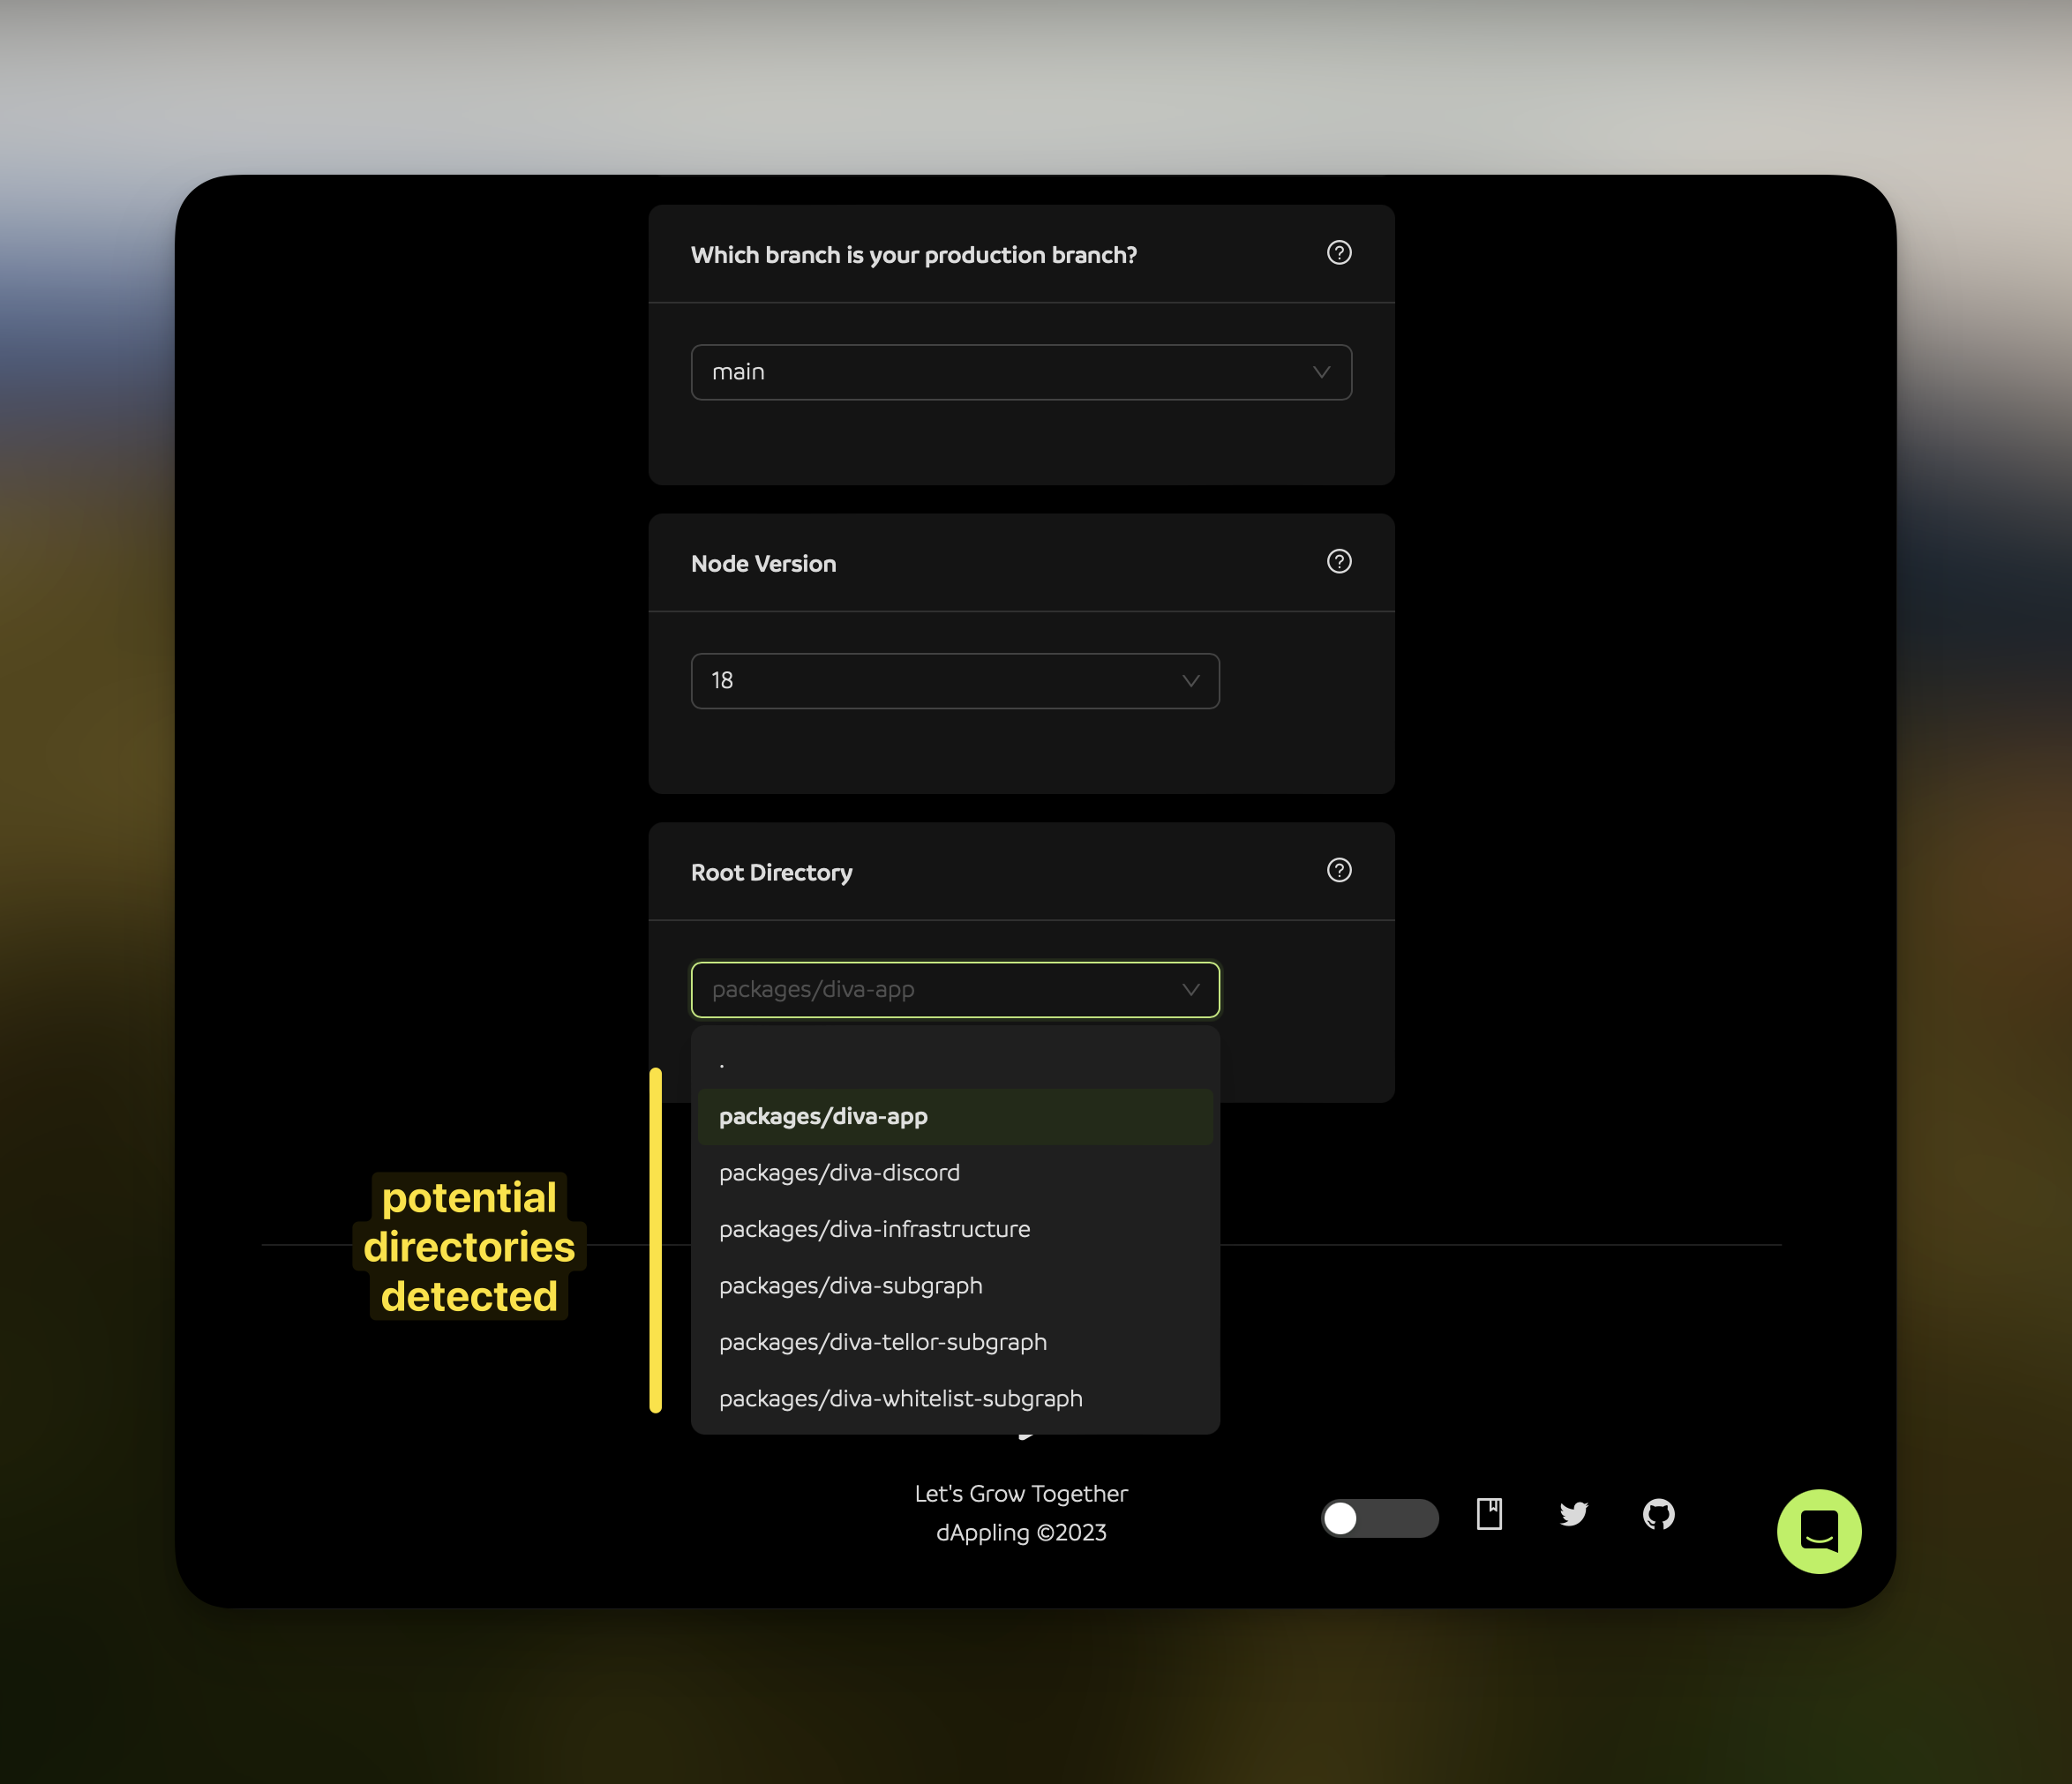 Which branch is your production branch?
main
Node Version
18
Root Directory
packages/diva-app
.
packages/diva-app
packages/diva-discord
packages/diva-infrastructure
packages/diva-subgraph
packages/diva-tellor-subgraph
packages/diva-whitelist-subgraph
potential
directories
detected
Let's Grow Together
dAppling ©2023